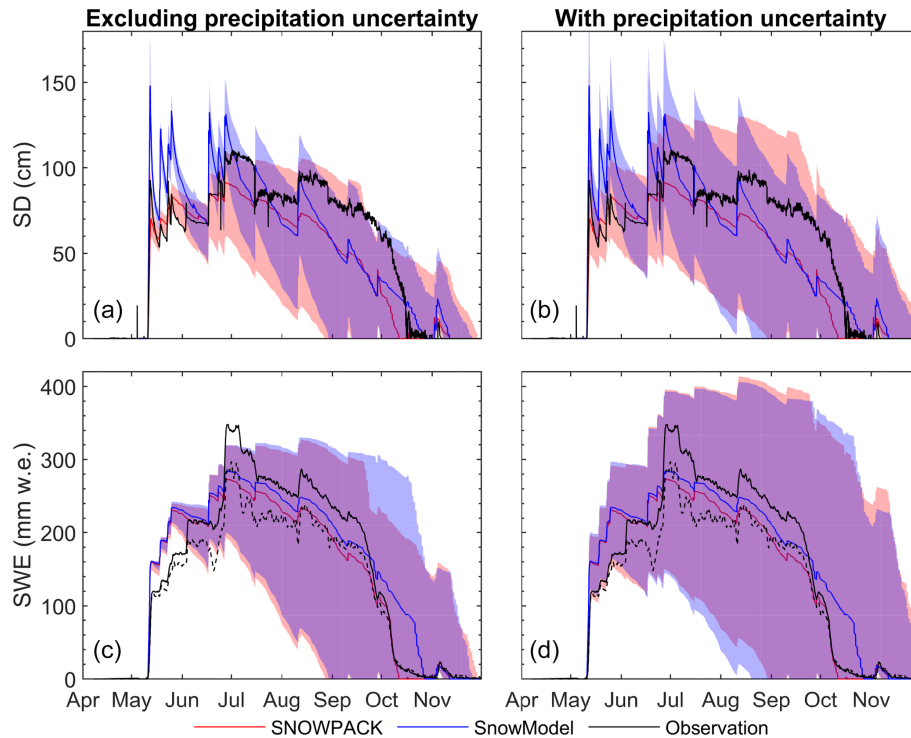 Excluding precipitation uncertainty
With precipitation uncertainty
SD (cm)
150
100
50
0
(a)
(b)
SWE (mm w.e.)
400
300
200
100
0
(c)
(d)
Apr May Jun Jul Aug Sep Oct Nov
Apr May Jun Jul Aug Sep Oct Nov
SNOWPACK SnowModel Observation